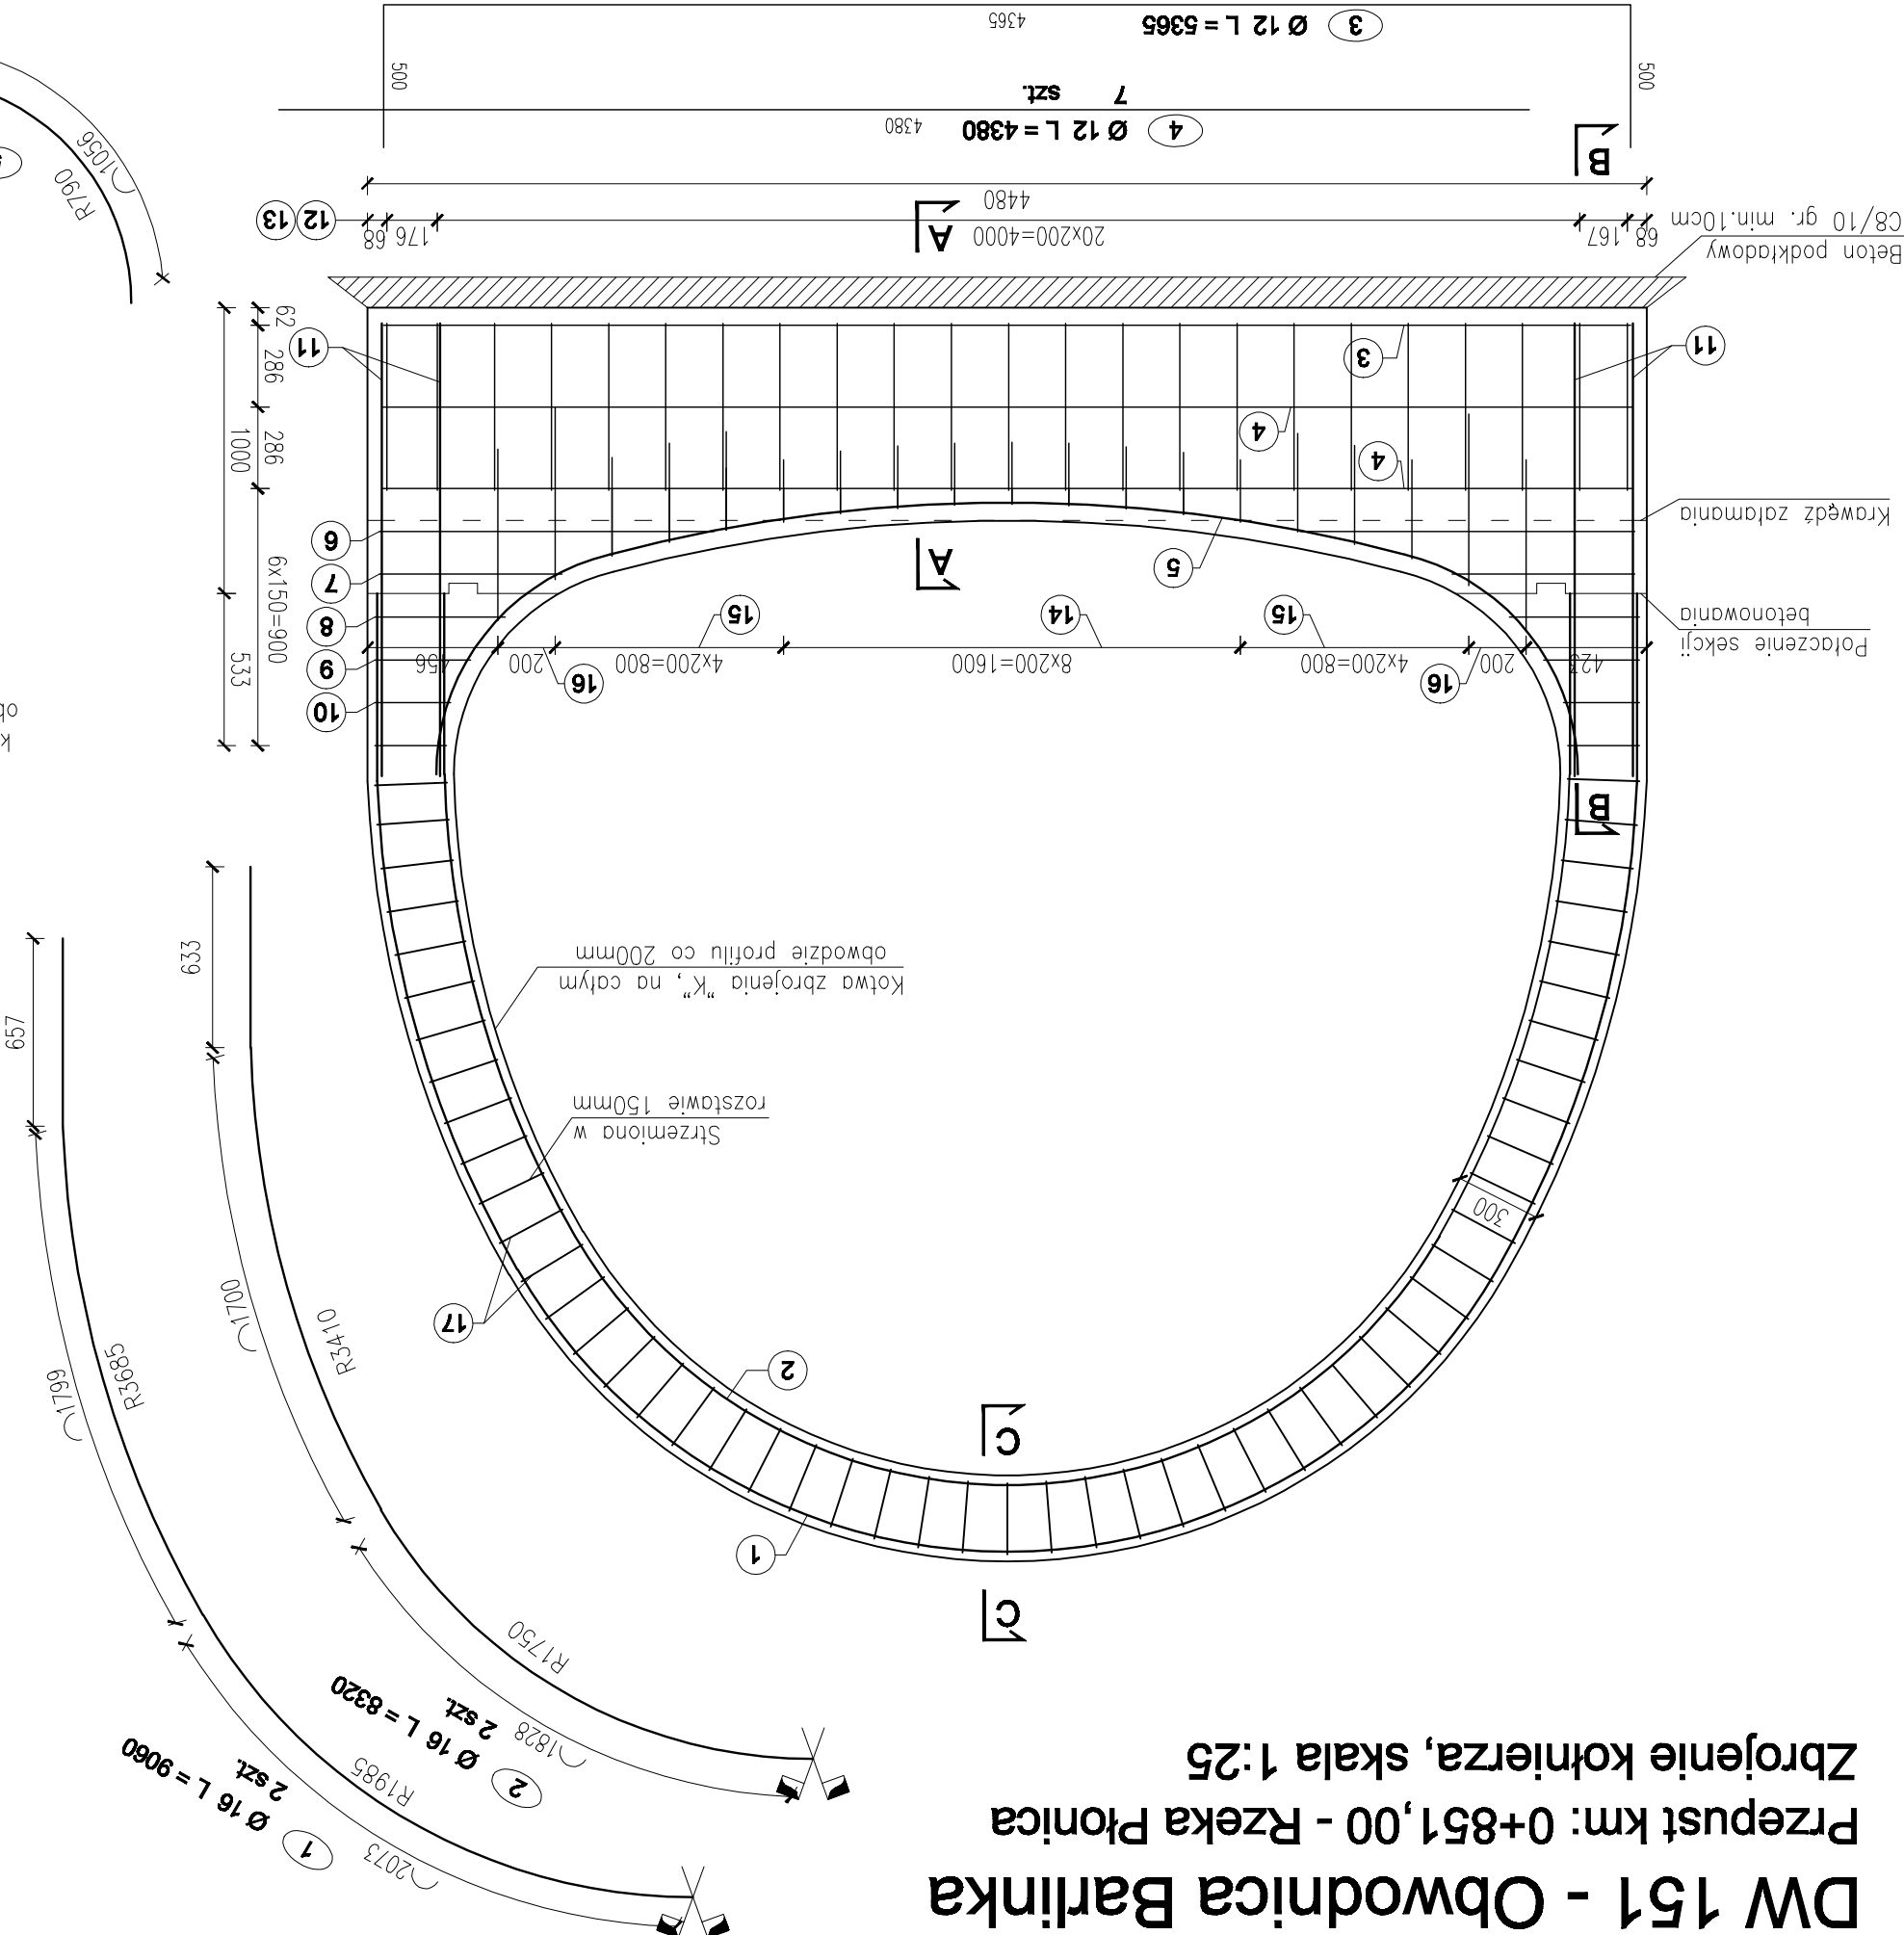 DW 151 - Obwodnica Barlinka
Przepust km: 0+851,00 - Rzeka Płonica
Zbrojenie kołnierza, skala 1:25
1
Ø 16 L = 9060
2 szt.
2073
R1985
1799
R3685
657
2
Ø 16 L = 8320
2 szt.
1828
R1750
1700
R3410
633
C
C
1
2
17
300
Strzemiona w
rozstawie 150mm
Kotwa zbrojenia "K", na całym
obwodzie profilu co 200mm
B
10
9
8
7
6
16
15
14
15
16
423
200
4x200=800
8x200=1600
4x200=800
200
456
Połaczenie sekcji
betonowania
Krawędź załamania
A
5
4
4
3
11
11
533
1000
6x150=900
286
286
62
Beton podkładowy
C8/10 gr. min.10cm
68
167
20x200=4000
A
176
68
12
13
4480
B
4
Ø 12 L = 4380
4380
7 szt.
500
500
3
Ø 12 L = 5365
4365
R790
1056